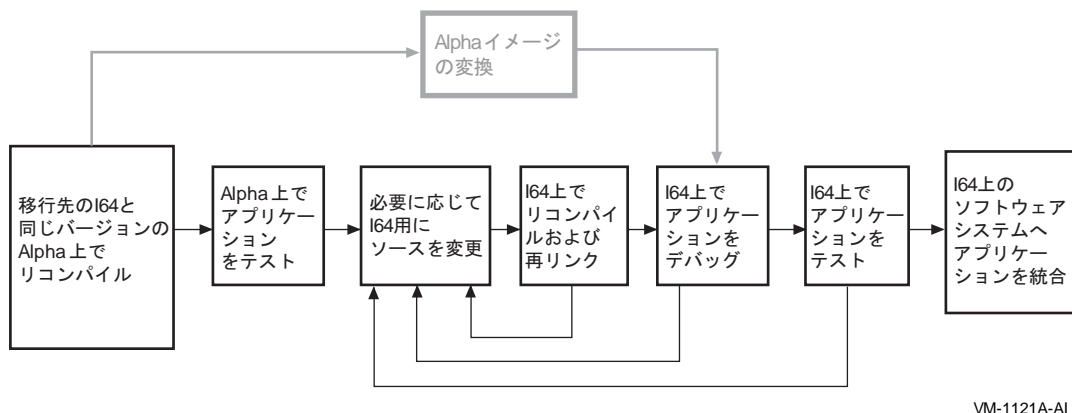 Alphaイメージ
の変換
移行先のI64と
同じバージョンの
Alpha上で
リコンパイル
Alpha上で
アプリケー
ション
をテスト
必要に応じて
I64用に
ソースを変更
I64上で
リコンパイ
ルおよび
再リンク
I64上で
アプリケー
ションを
デバッグ
I64上で
アプリケー
ションを
テスト
I64上の
ソフトウェア
システムへ
アプリケー
ションを統合
VM-1121A-AI